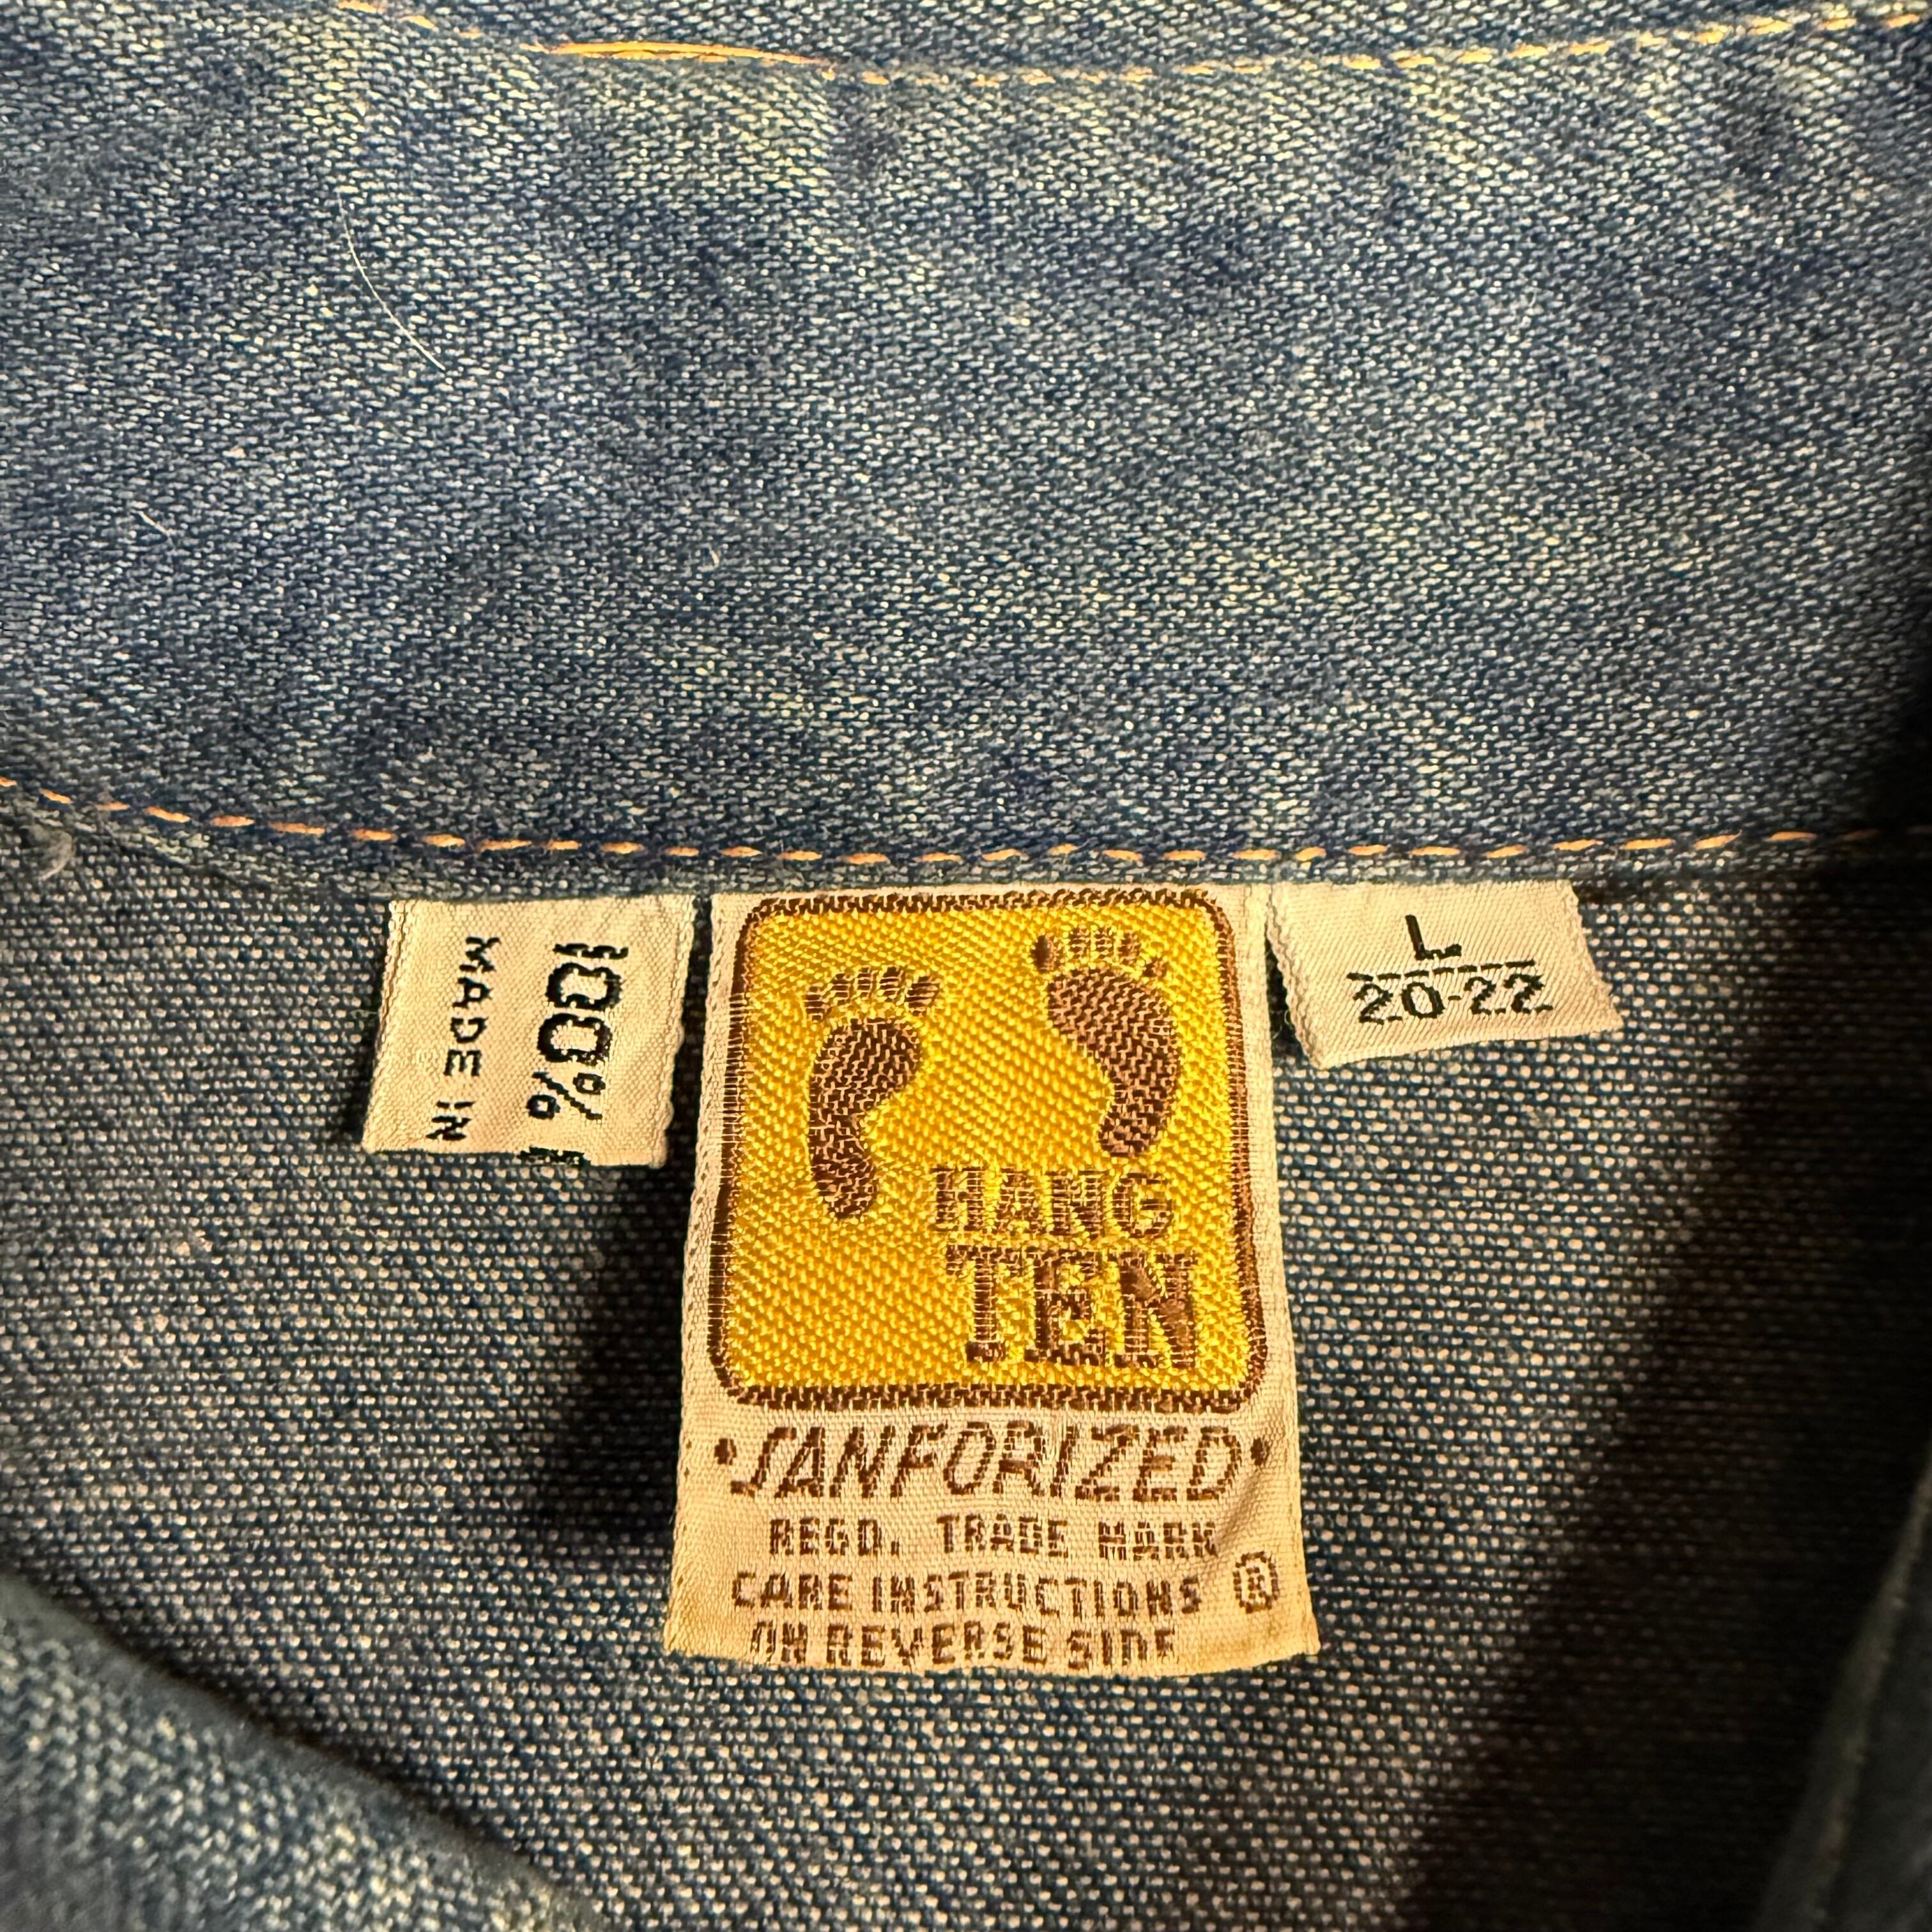 100%
MADE IN
HANG
TEN
L
20-22
•SANFORIZED•
REGD. TRADE MARK
CARE INSTRUCTIONS ®
ON REVERSE SIDE